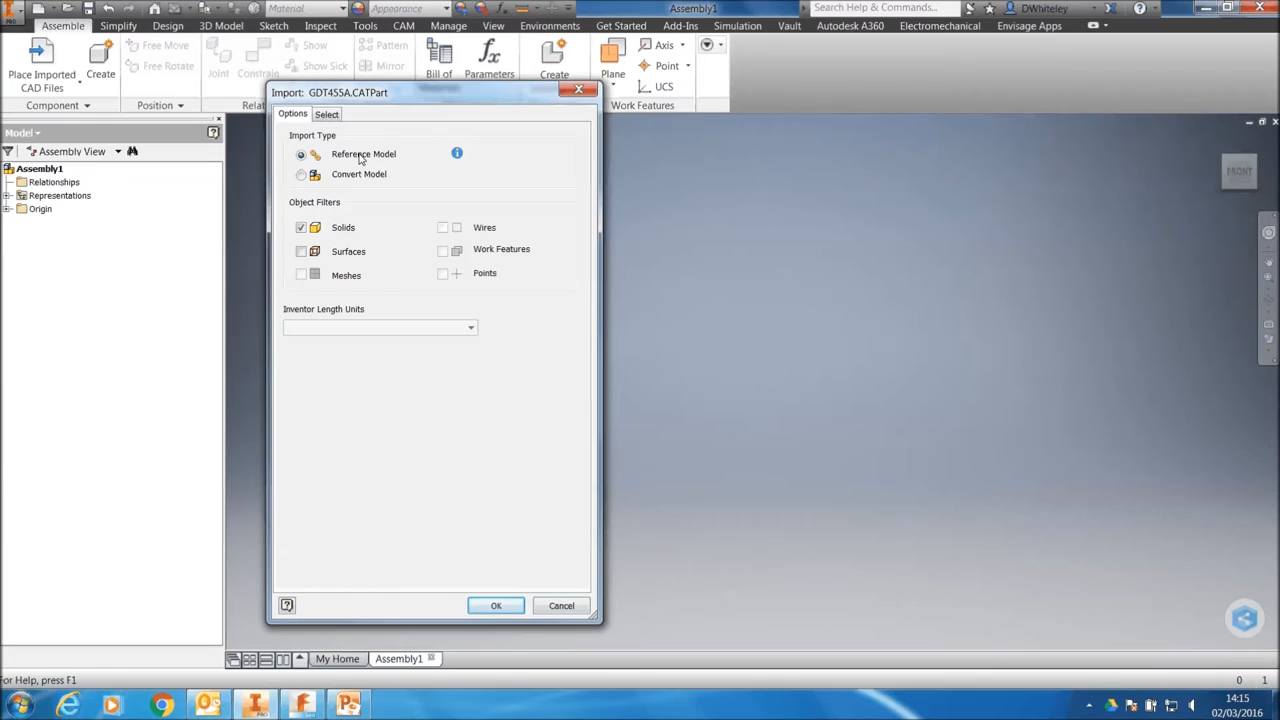 Material
Appearance
Assembly1
Search Help & Commands...
DWhiteley
PRO
Assemble Simplify Design 3D Model Sketch Inspect Tools CAM Manage View Environments Get Started Add-Ins Simulation Vault Autodesk A360 Electromechanical Envisage Apps
Place Imported
CAD Files
Create
Free Move
Free Rotate
Joint
Show
Show Sick
Pattern
Mirror
Bill of
Parameters
Create
Plane
Axis
Point
UCS
Component
Position
Work Features
Model
Assembly View
Assembly1
Relationships
Representations
Origin
Import: GDT455A.CATPart
Options Select
Import Type
Reference Model
Convert Model
Object Filters
Solids Wires
Surfaces Work Features
Meshes Points
Inventor Length Units
OK Cancel
FRONT
My Home Assembly1
For Help, press F1
0 1
14:15
02/03/2016